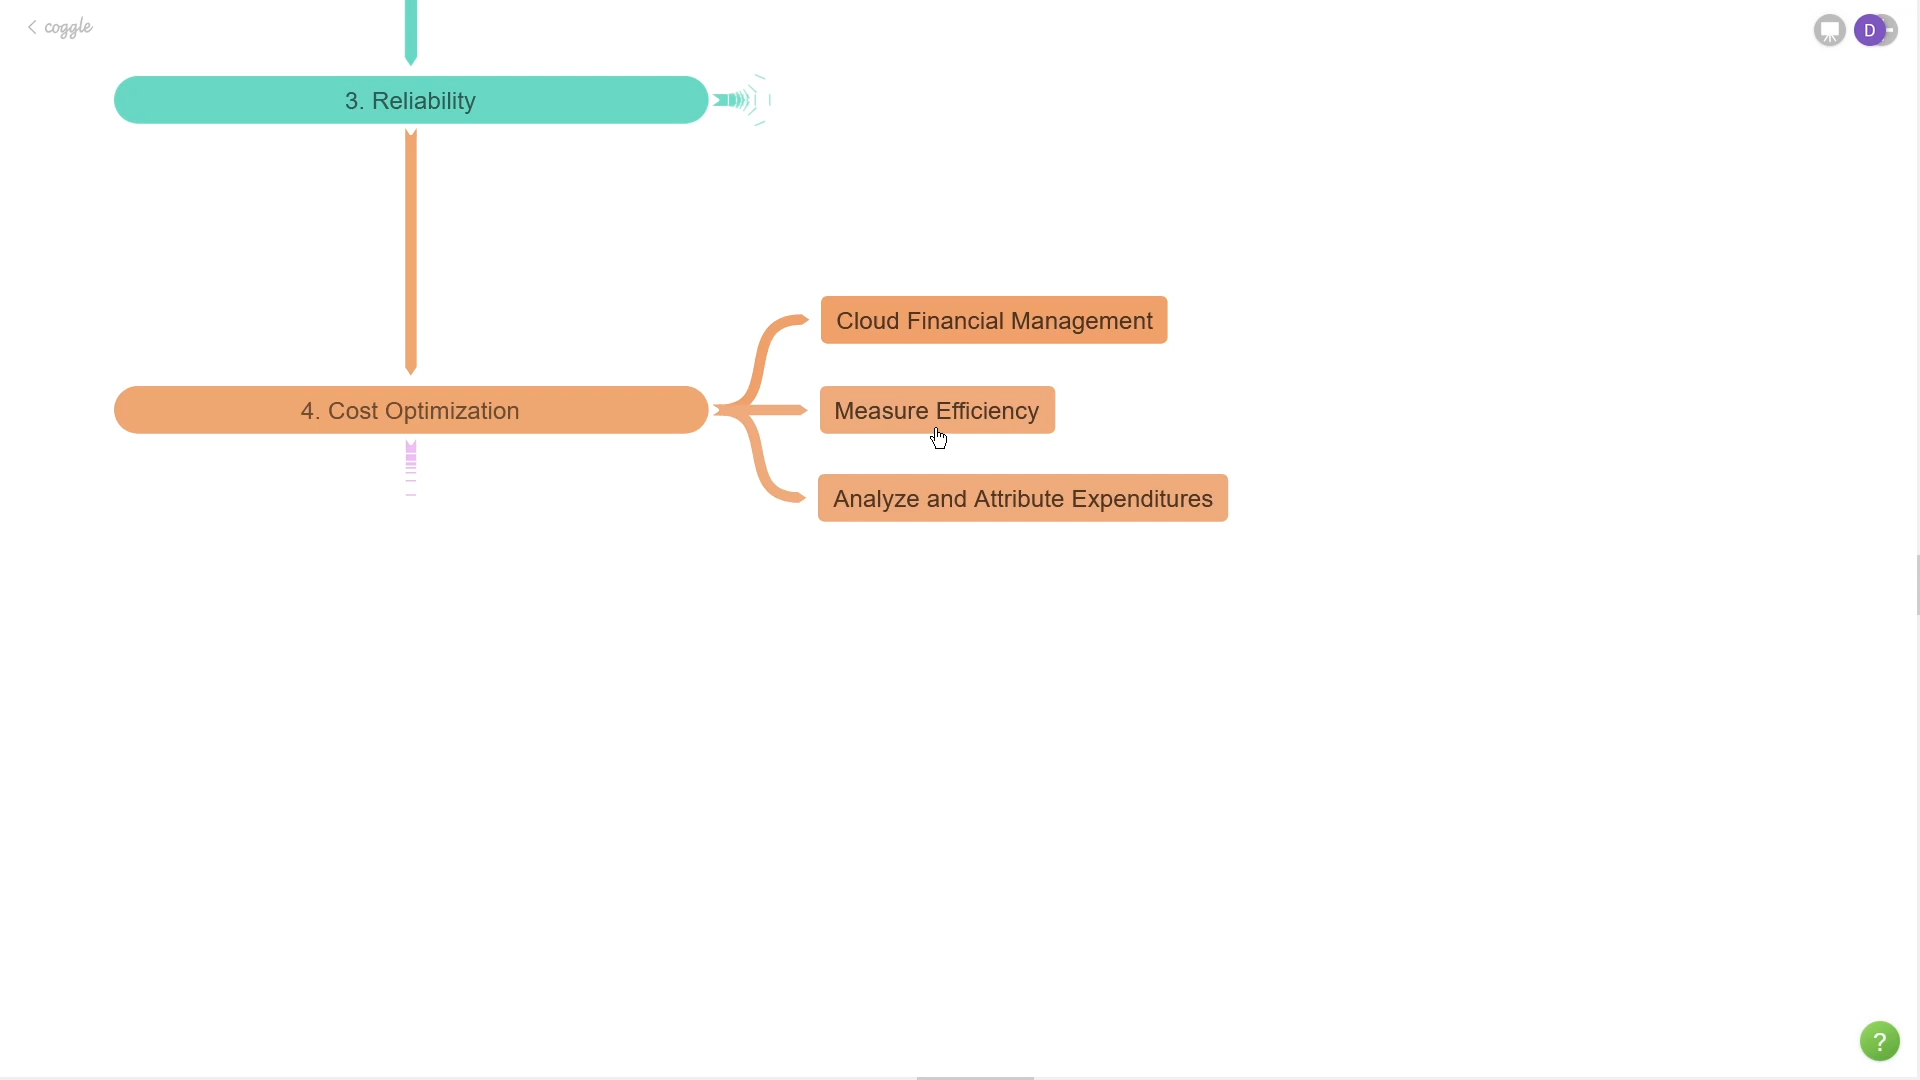 coggle
D
3. Reliability
Cloud Financial Management
4. Cost Optimization
Measure Efficiency
Analyze and Attribute Expenditures
?